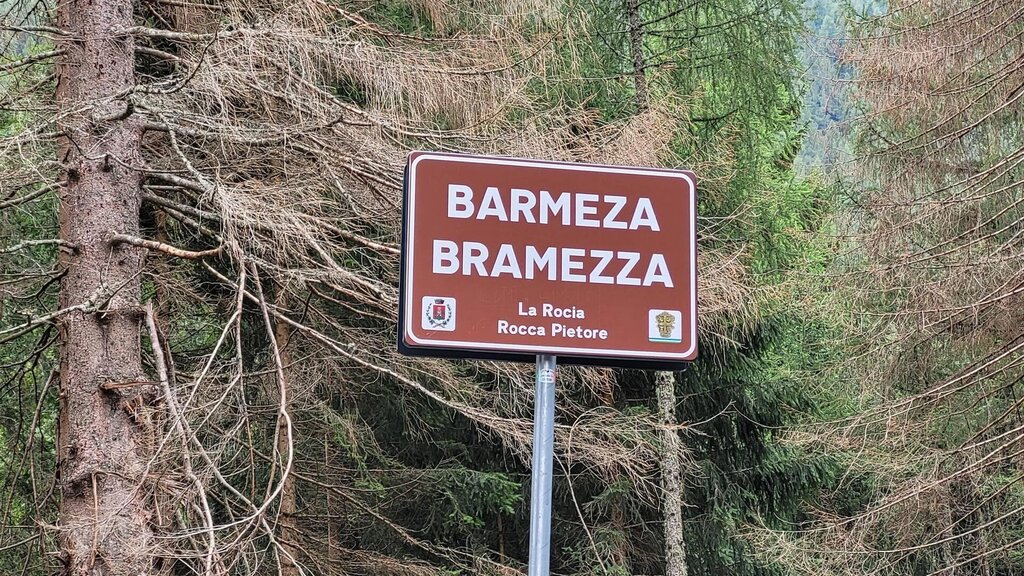 BARMEZA
BRAMEZZA
La Rocia
Rocca Pietore